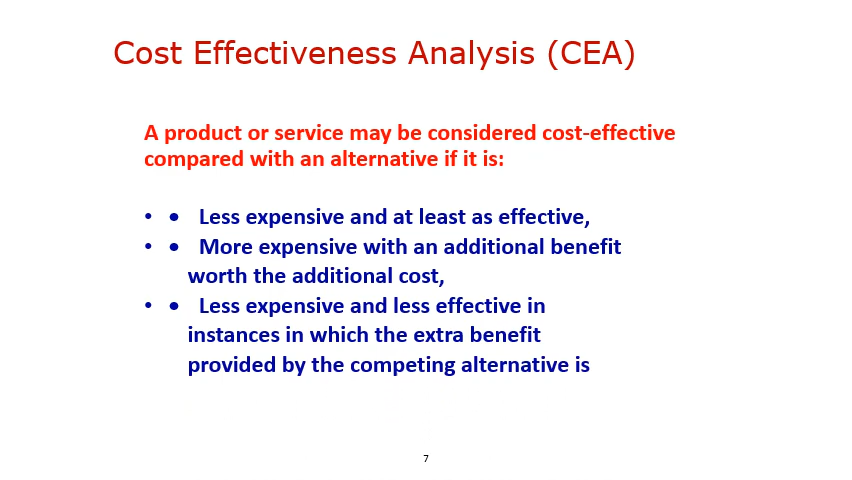 Cost Effectiveness Analysis (CEA)
A product or service may be considered cost-effective
compared with an alternative if it is:
• • Less expensive and at least as effective,
• • More expensive with an additional benefit
worth the additional cost,
• • Less expensive and less effective in
instances in which the extra benefit
provided by the competing alternative is
7